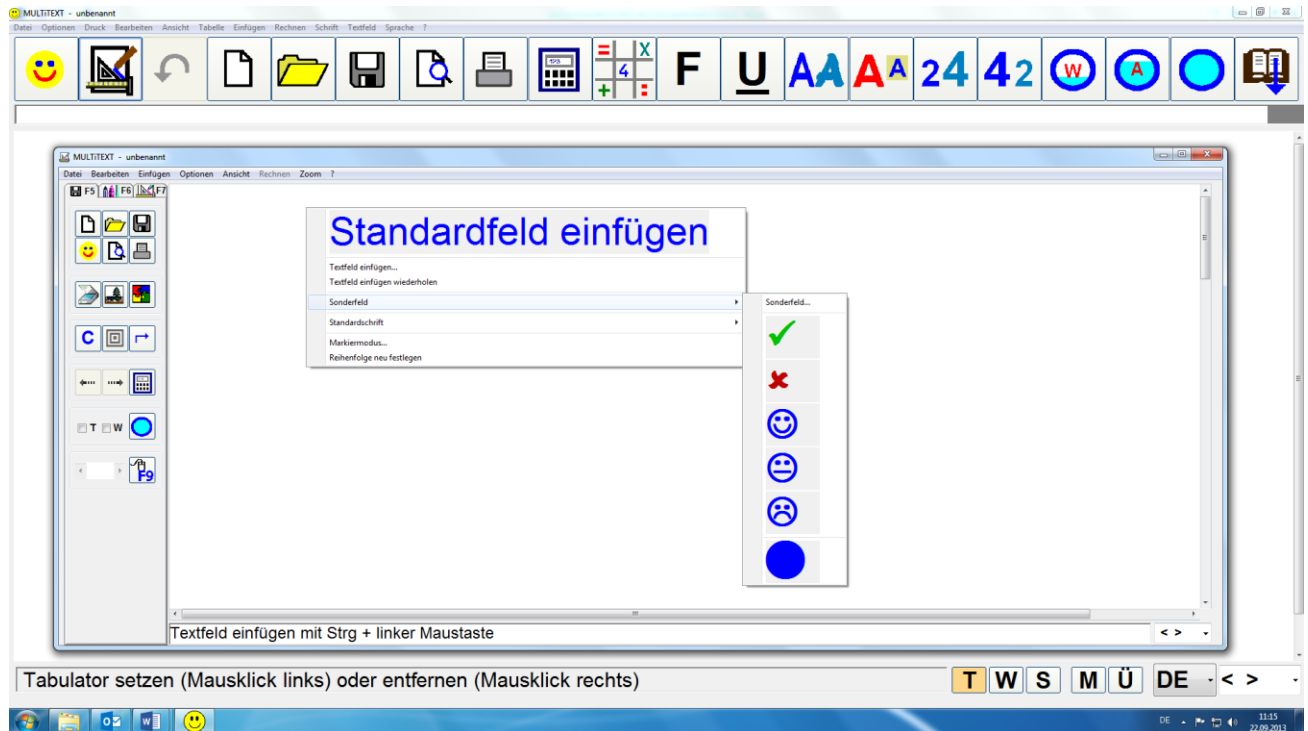 MULTiTEXT - unbenannt
Datei Optionen Druck Bearbeiten Ansicht Tabelle Einfügen Rechnen Schrift Textfeld Sprache ?
123 = X 4 + : F U AA AA 24 42 W A
MULTiTEXT - unbenannt
Datei Bearbeiten Einfügen Optionen Ansicht Rechnen Zoom ?
F5 F6 F7
C
T W
F9
Standardfeld einfügen
Textfeld einfügen...
Textfeld einfügen wiederholen
Sonderfeld
Standardschrift
Markiermodus...
Reihenfolge neu festlegen
Sonderfeld...
Textfeld einfügen mit Strg + linker Maustaste
< >
Tabulator setzen (Mausklick links) oder entfernen (Mausklick rechts)
T W S M Ü DE < >
DE 11:15
22.09.2013